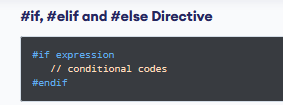 #if, #elif and #else Directive
#if expression
// conditional codes
#endif